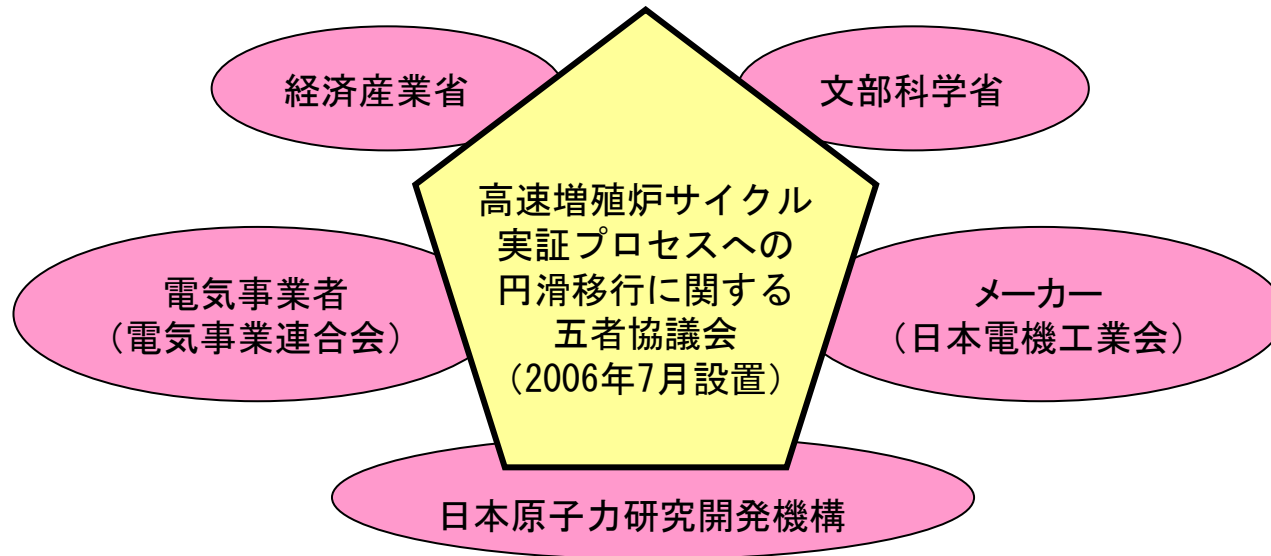 経済産業省
文部科学省
高速増殖炉サイクル
実証プロセスへの
円滑移行に関する
五者協議会
（2006年7月設置）
電気事業者
（電気事業連合会）
メーカー
（日本電機工業会）
日本原子力研究開発機構